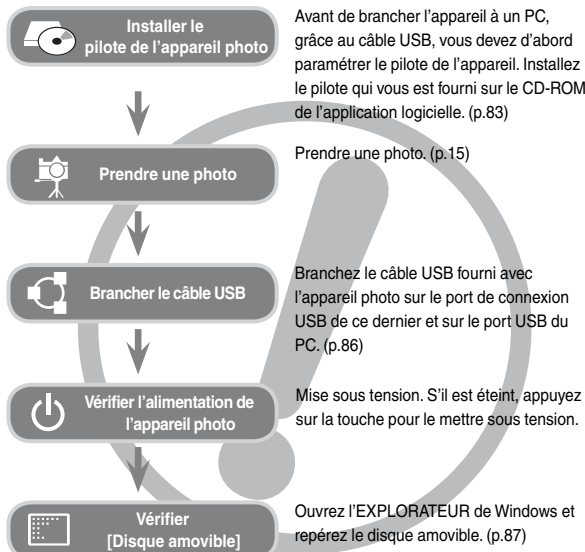 Installer le
pilote de l'appareil photo
Avant de brancher l'appareil à un PC,
grâce au câble USB, vous devez d'abord
paramétrer le pilote de l'appareil. Installez
le pilote qui vous est fourni sur le CD-ROM
de l'application logicielle. (p.83)
Prendre une photo
Prendre une photo. (p.15)
Brancher le câble USB
Branchez le câble USB fourni avec
l'appareil photo sur le port de connexion
USB de ce dernier et sur le port USB du
PC. (p.86)
Vérifier l'alimentation de
l'appareil photo
Mise sous tension. S'il est éteint, appuyez
sur la touche pour le mettre sous tension.
Vérifier
[Disque amovible]
Ouvrez l'EXPLORATEUR de Windows et
repérez le disque amovible. (p.87)